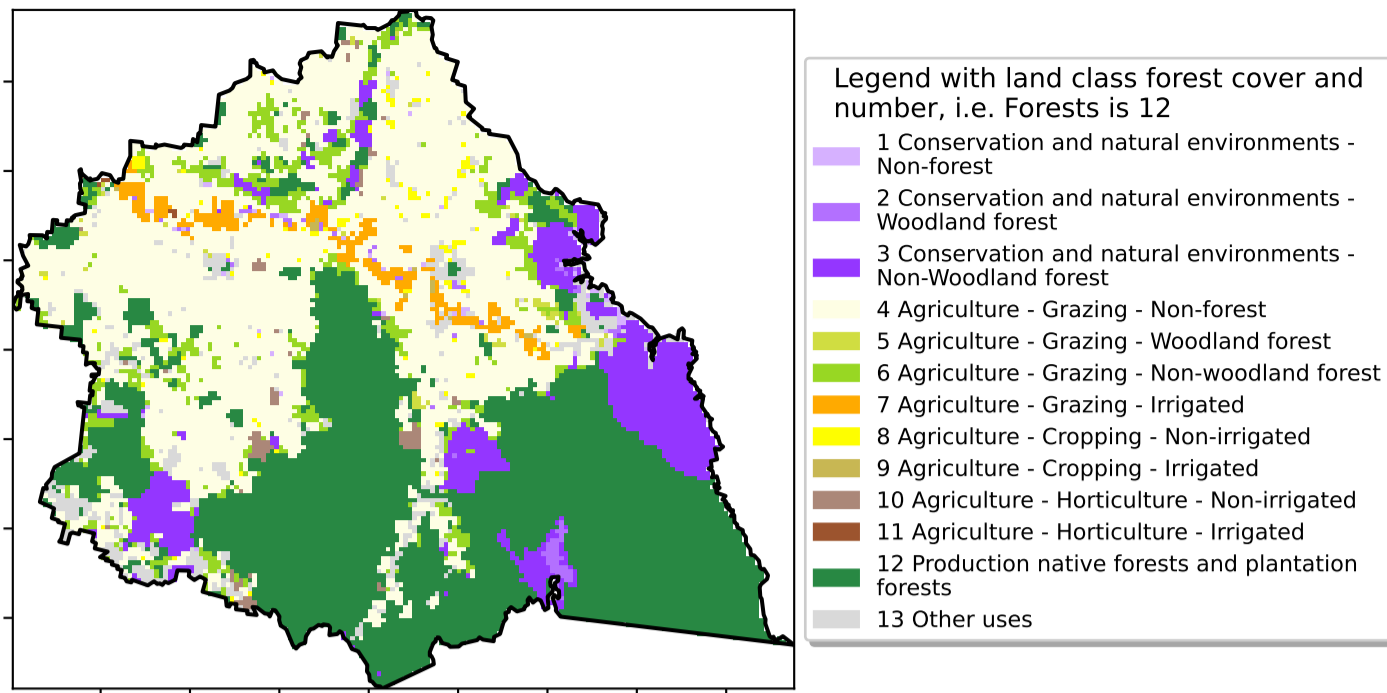 Legend with land class forest cover and
number, i.e. Forests is 12
1 Conservation and natural environments -
Non-forest
2 Conservation and natural environments -
Woodland forest
3 Conservation and natural environments -
Non-Woodland forest
4 Agriculture - Grazing - Non-forest
5 Agriculture - Grazing - Woodland forest
6 Agriculture - Grazing - Non-woodland forest
7 Agriculture - Grazing - Irrigated
8 Agriculture - Cropping - Non-irrigated
9 Agriculture - Cropping - Irrigated
10 Agriculture - Horticulture - Non-irrigated
11 Agriculture - Horticulture - Irrigated
12 Production native forests and plantation
forests
13 Other uses